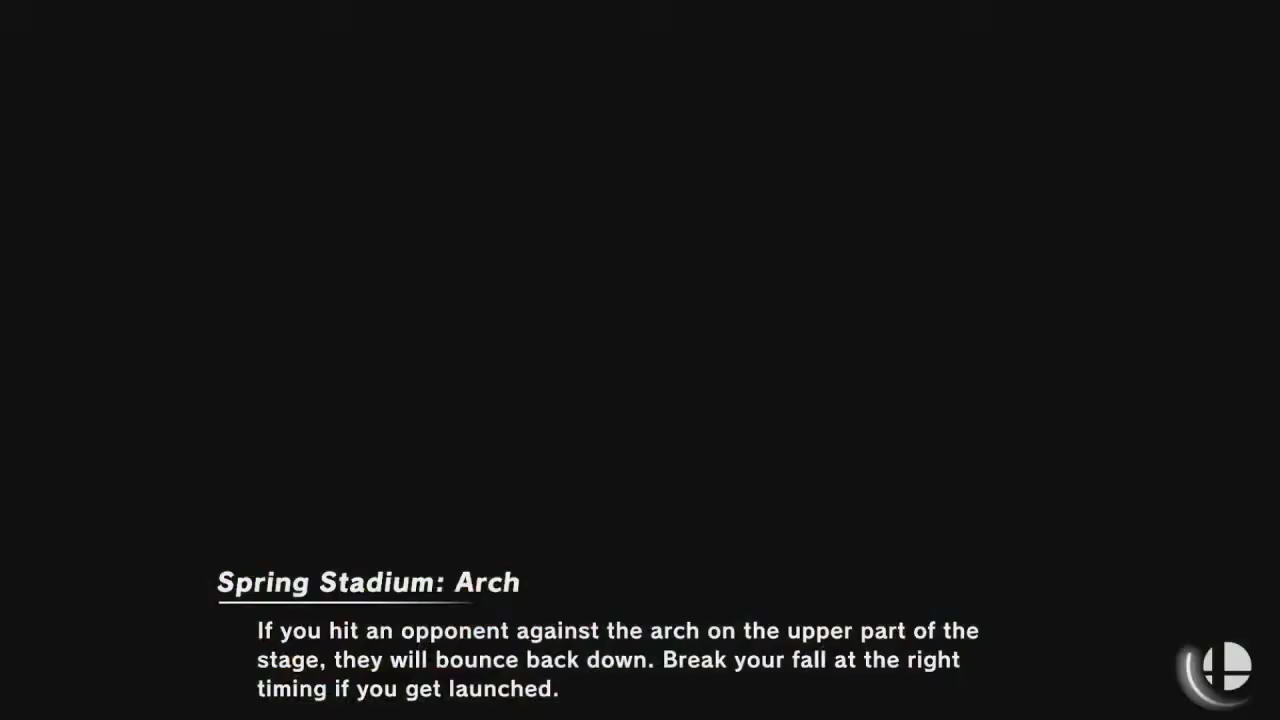 Spring Stadium: Arch
If you hit an opponent against the arch on the upper part of the
stage, they will bounce back down. Break your fall at the right
timing if you get launched.